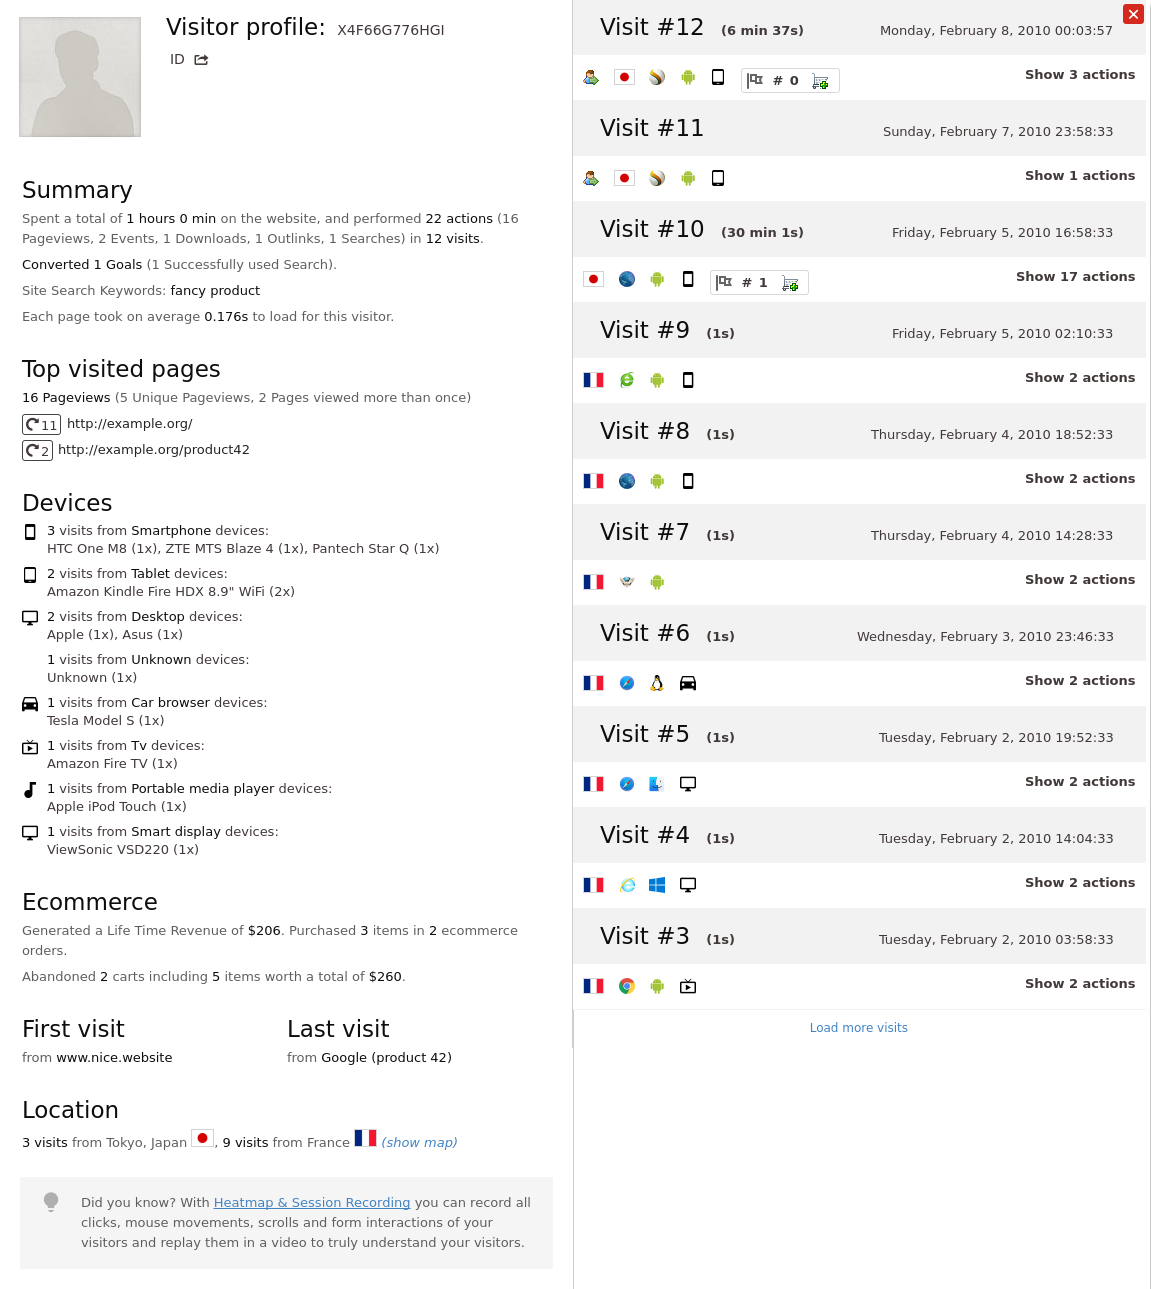 Visitor profile: X4F66G776HGI
ID
Summary
Spent a total of 1 hours 0 min on the website, and performed 22 actions (16
Pageviews, 2 Events, 1 Downloads, 1 Outlinks, 1 Searches) in 12 visits.
Converted 1 Goals (1 Successfully used Search).
Site Search Keywords: fancy product
Each page took on average 0.176s to load for this visitor.
Top visited pages
16 Pageviews (5 Unique Pageviews, 2 Pages viewed more than once)
11 http://example.org/
2 http://example.org/product42
Devices
3 visits from Smartphone devices:
HTC One M8 (1x), ZTE MTS Blaze 4 (1x), Pantech Star Q (1x)
2 visits from Tablet devices:
Amazon Kindle Fire HDX 8.9" WiFi (2x)
2 visits from Desktop devices:
Apple (1x), Asus (1x)
1 visits from Unknown devices:
Unknown (1x)
1 visits from Car browser devices:
Tesla Model S (1x)
1 visits from Tv devices:
Amazon Fire TV (1x)
1 visits from Portable media player devices:
Apple iPod Touch (1x)
1 visits from Smart display devices:
ViewSonic VSD220 (1x)
Ecommerce
Generated a Life Time Revenue of $206. Purchased 3 items in 2 ecommerce
orders.
Abandoned 2 carts including 5 items worth a total of $260.
First visit
from www.nice.website
Last visit
from Google (product 42)
Location
3 visits from Tokyo, Japan , 9 visits from France (show map)
Did you know? With Heatmap & Session Recording you can record all
clicks, mouse movements, scrolls and form interactions of your
visitors and replay them in a video to truly understand your visitors.
Visit #12 (6 min 37s) Monday, February 8, 2010 00:03:57
# 0 Show 3 actions
Visit #11 Sunday, February 7, 2010 23:58:33
Show 1 actions
Visit #10 (30 min 1s) Friday, February 5, 2010 16:58:33
# 1 Show 17 actions
Visit #9 (1s) Friday, February 5, 2010 02:10:33
Show 2 actions
Visit #8 (1s) Thursday, February 4, 2010 18:52:33
Show 2 actions
Visit #7 (1s) Thursday, February 4, 2010 14:28:33
Show 2 actions
Visit #6 (1s) Wednesday, February 3, 2010 23:46:33
Show 2 actions
Visit #5 (1s) Tuesday, February 2, 2010 19:52:33
Show 2 actions
Visit #4 (1s) Tuesday, February 2, 2010 14:04:33
Show 2 actions
Visit #3 (1s) Tuesday, February 2, 2010 03:58:33
Show 2 actions
Load more visits